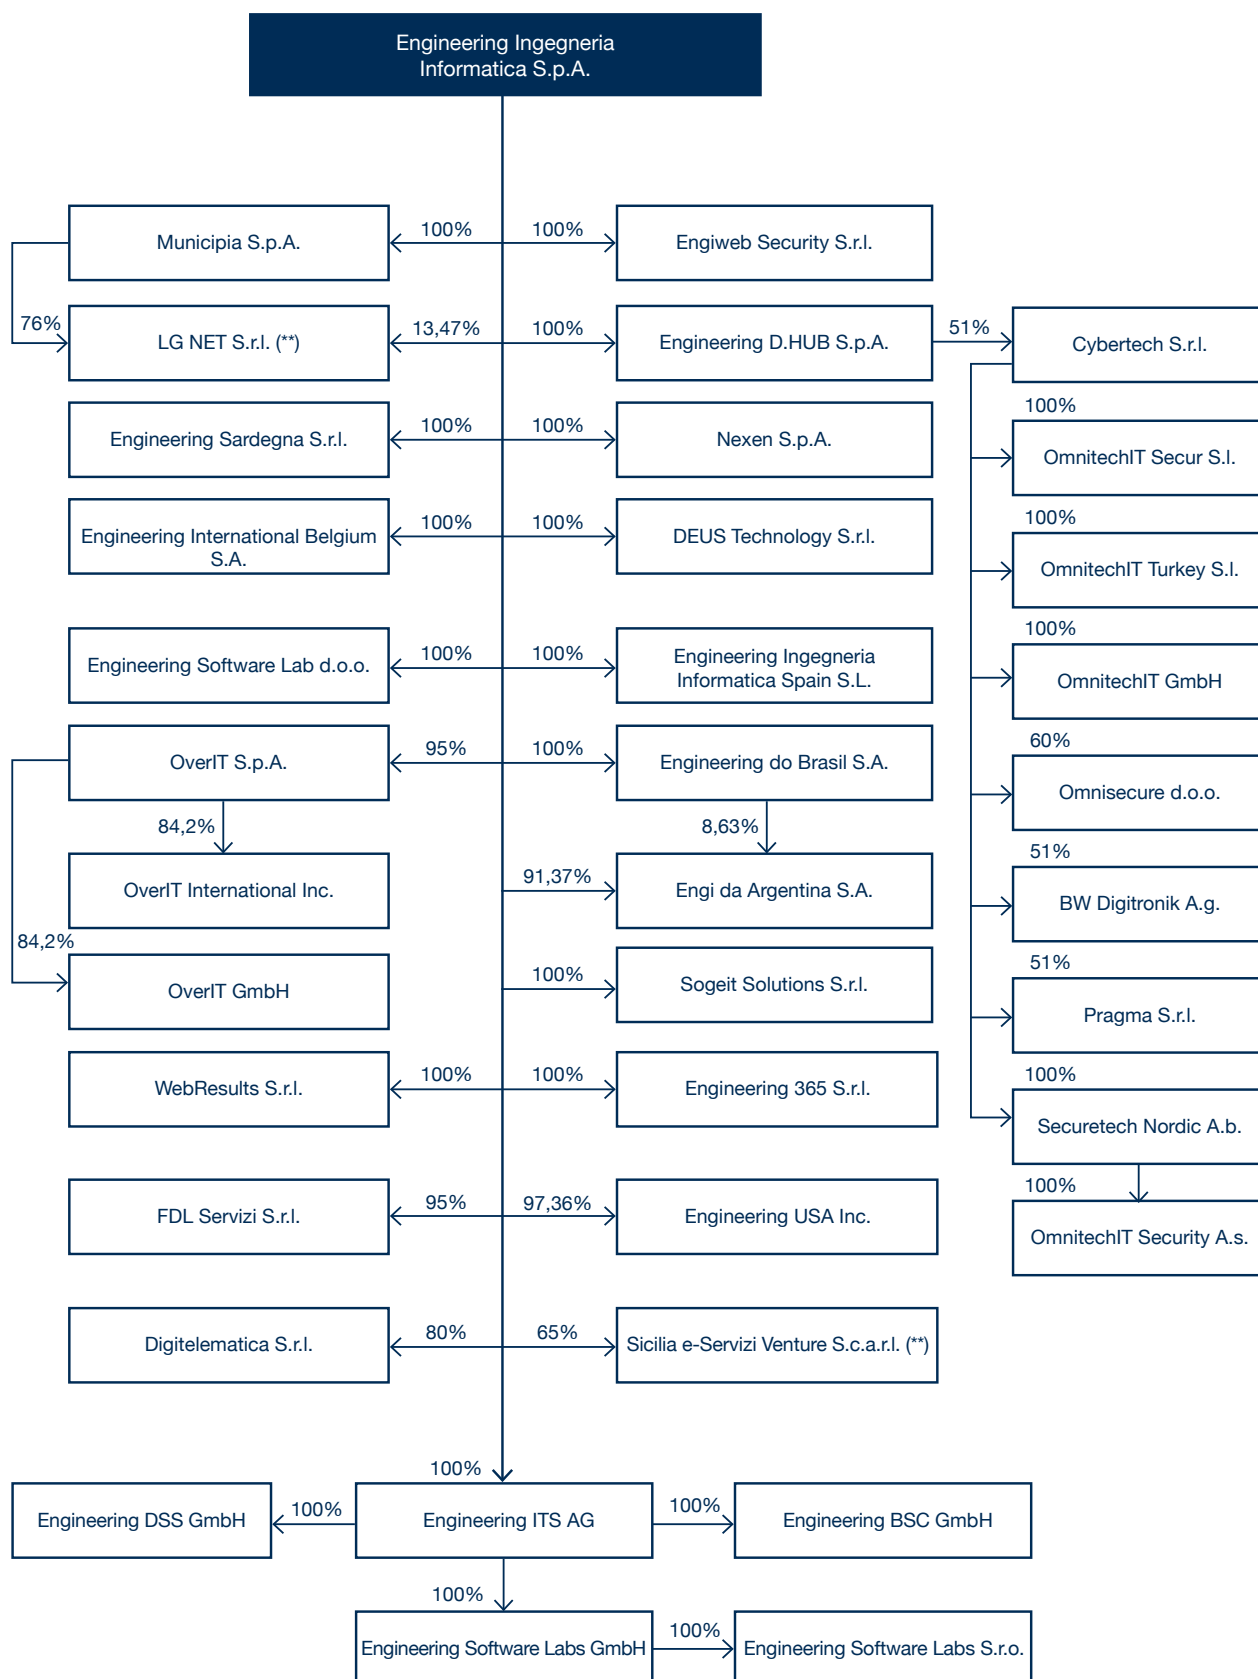 Engineering Ingegneria
Informatica S.p.A.
Municipia S.p.A.
100%
100%
Engiweb Security S.r.l.
76%
LG NET S.r.l. (**)
13,47%
100%
Engineering D.HUB S.p.A.
51%
Cybertech S.r.l.
Engineering Sardegna S.r.l.
100%
100%
Nexen S.p.A.
100%
OmnitechIT Secur S.l.
Engineering International Belgium
S.A.
100%
100%
DEUS Technology S.r.l.
100%
OmnitechIT Turkey S.l.
Engineering Software Lab d.o.o.
100%
100%
Engineering Ingegneria
Informatica Spain S.L.
100%
OmnitechIT GmbH
OverIT S.p.A.
95%
100%
Engineering do Brasil S.A.
60%
Omnisecure d.o.o.
84,2%
8,63%
OverIT International Inc.
91,37%
Engi da Argentina S.A.
51%
BW Digitronik A.g.
84,2%
OverIT GmbH
100%
Sogeit Solutions S.r.l.
51%
Pragma S.r.l.
WebResults S.r.l.
100%
100%
Engineering 365 S.r.l.
100%
Securetech Nordic A.b.
FDL Servizi S.r.l.
95%
97,36%
Engineering USA Inc.
100%
OmnitechIT Security A.s.
Digitelematica S.r.l.
80%
65%
Sicilia e-Servizi Venture S.c.a.r.l. (**)
100%
Engineering DSS GmbH
100%
Engineering ITS AG
100%
Engineering BSC GmbH
100%
Engineering Software Labs GmbH
100%
Engineering Software Labs S.r.o.